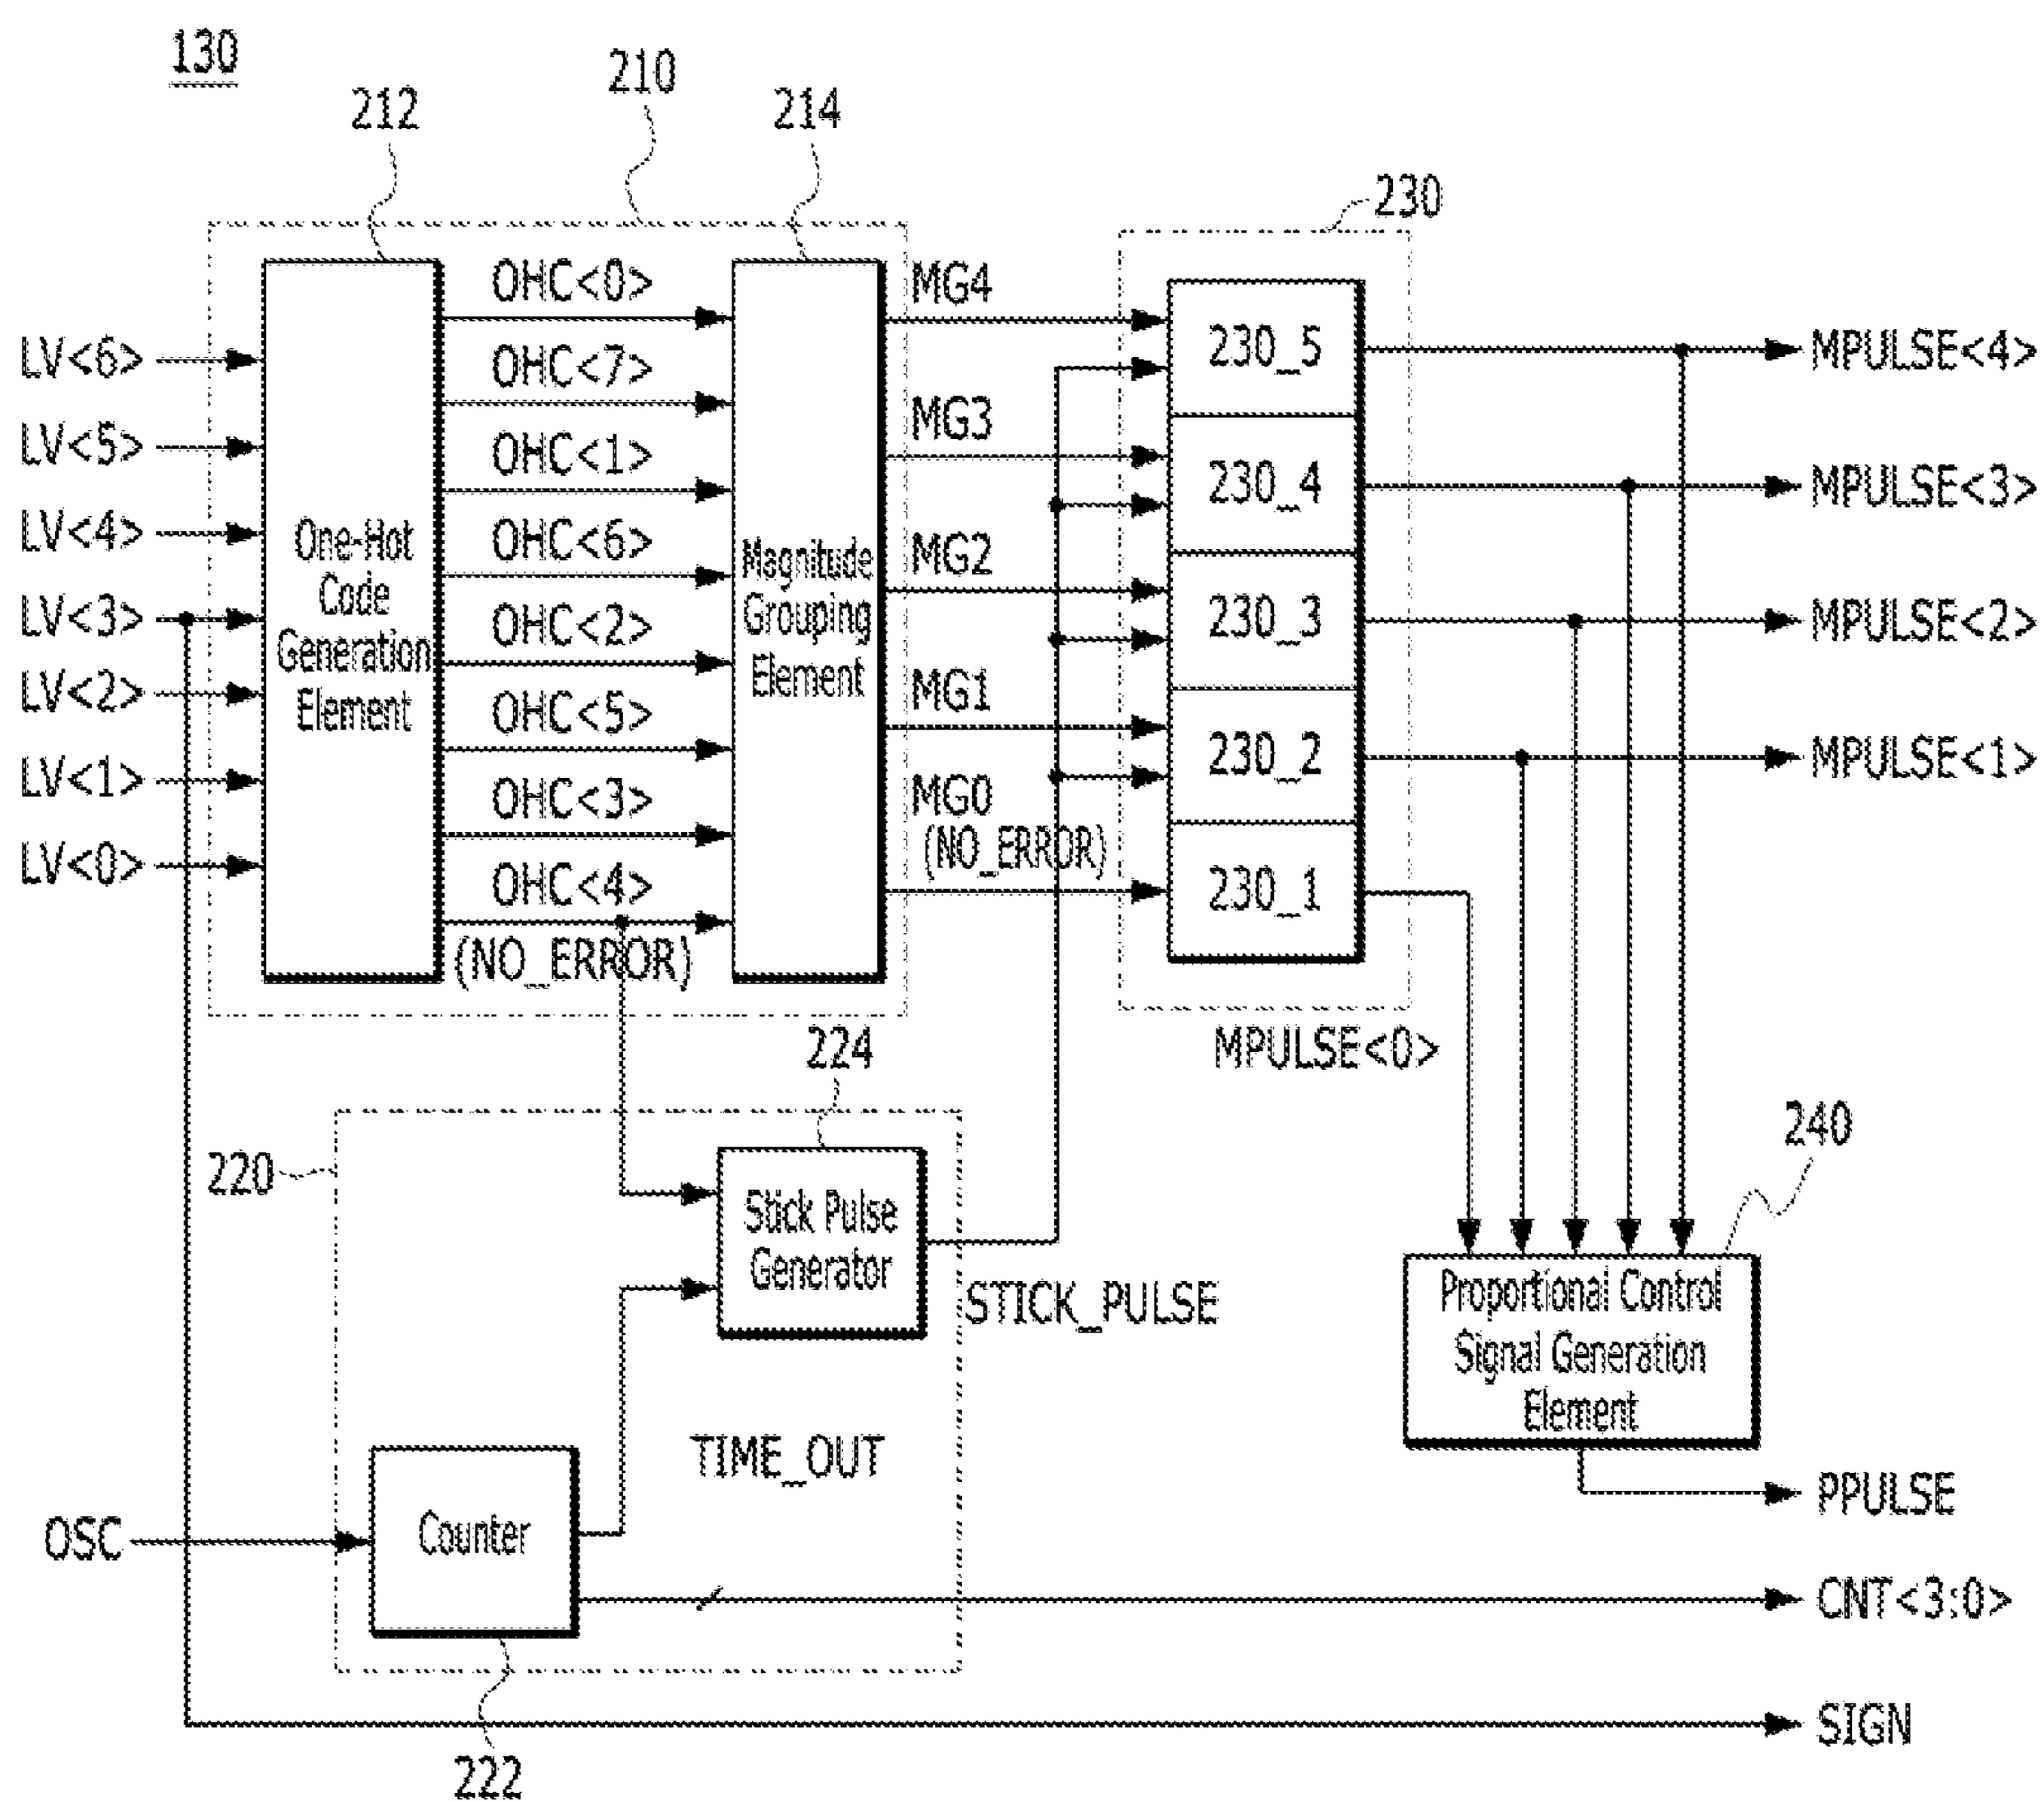 130
212
210
214
230
LV<6>
LV<5>
LV<4>
LV<3>
LV<2>
LV<1>
LV<0>
One-Hot
Code
Generation
Element
OHC<0>
OHC<7>
OHC<1>
OHC<6>
OHC<2>
OHC<5>
OHC<3>
OHC<4>
(NO_ERROR)
Magnitude
Grouping
Element
MG4
MG3
MG2
MG1
MG0
(NO_ERROR)
230_5
230_4
230_3
230_2
230_1
MPULSE<4>
MPULSE<3>
MPULSE<2>
MPULSE<1>
MPULSE<0>
220
224
Stick Pulse
Generator
STICK_PULSE
240
Proportional Control
Signal Generation
Element
TIME_OUT
OSC
Counter
222
PPULSE
CNT<3:0>
SIGN